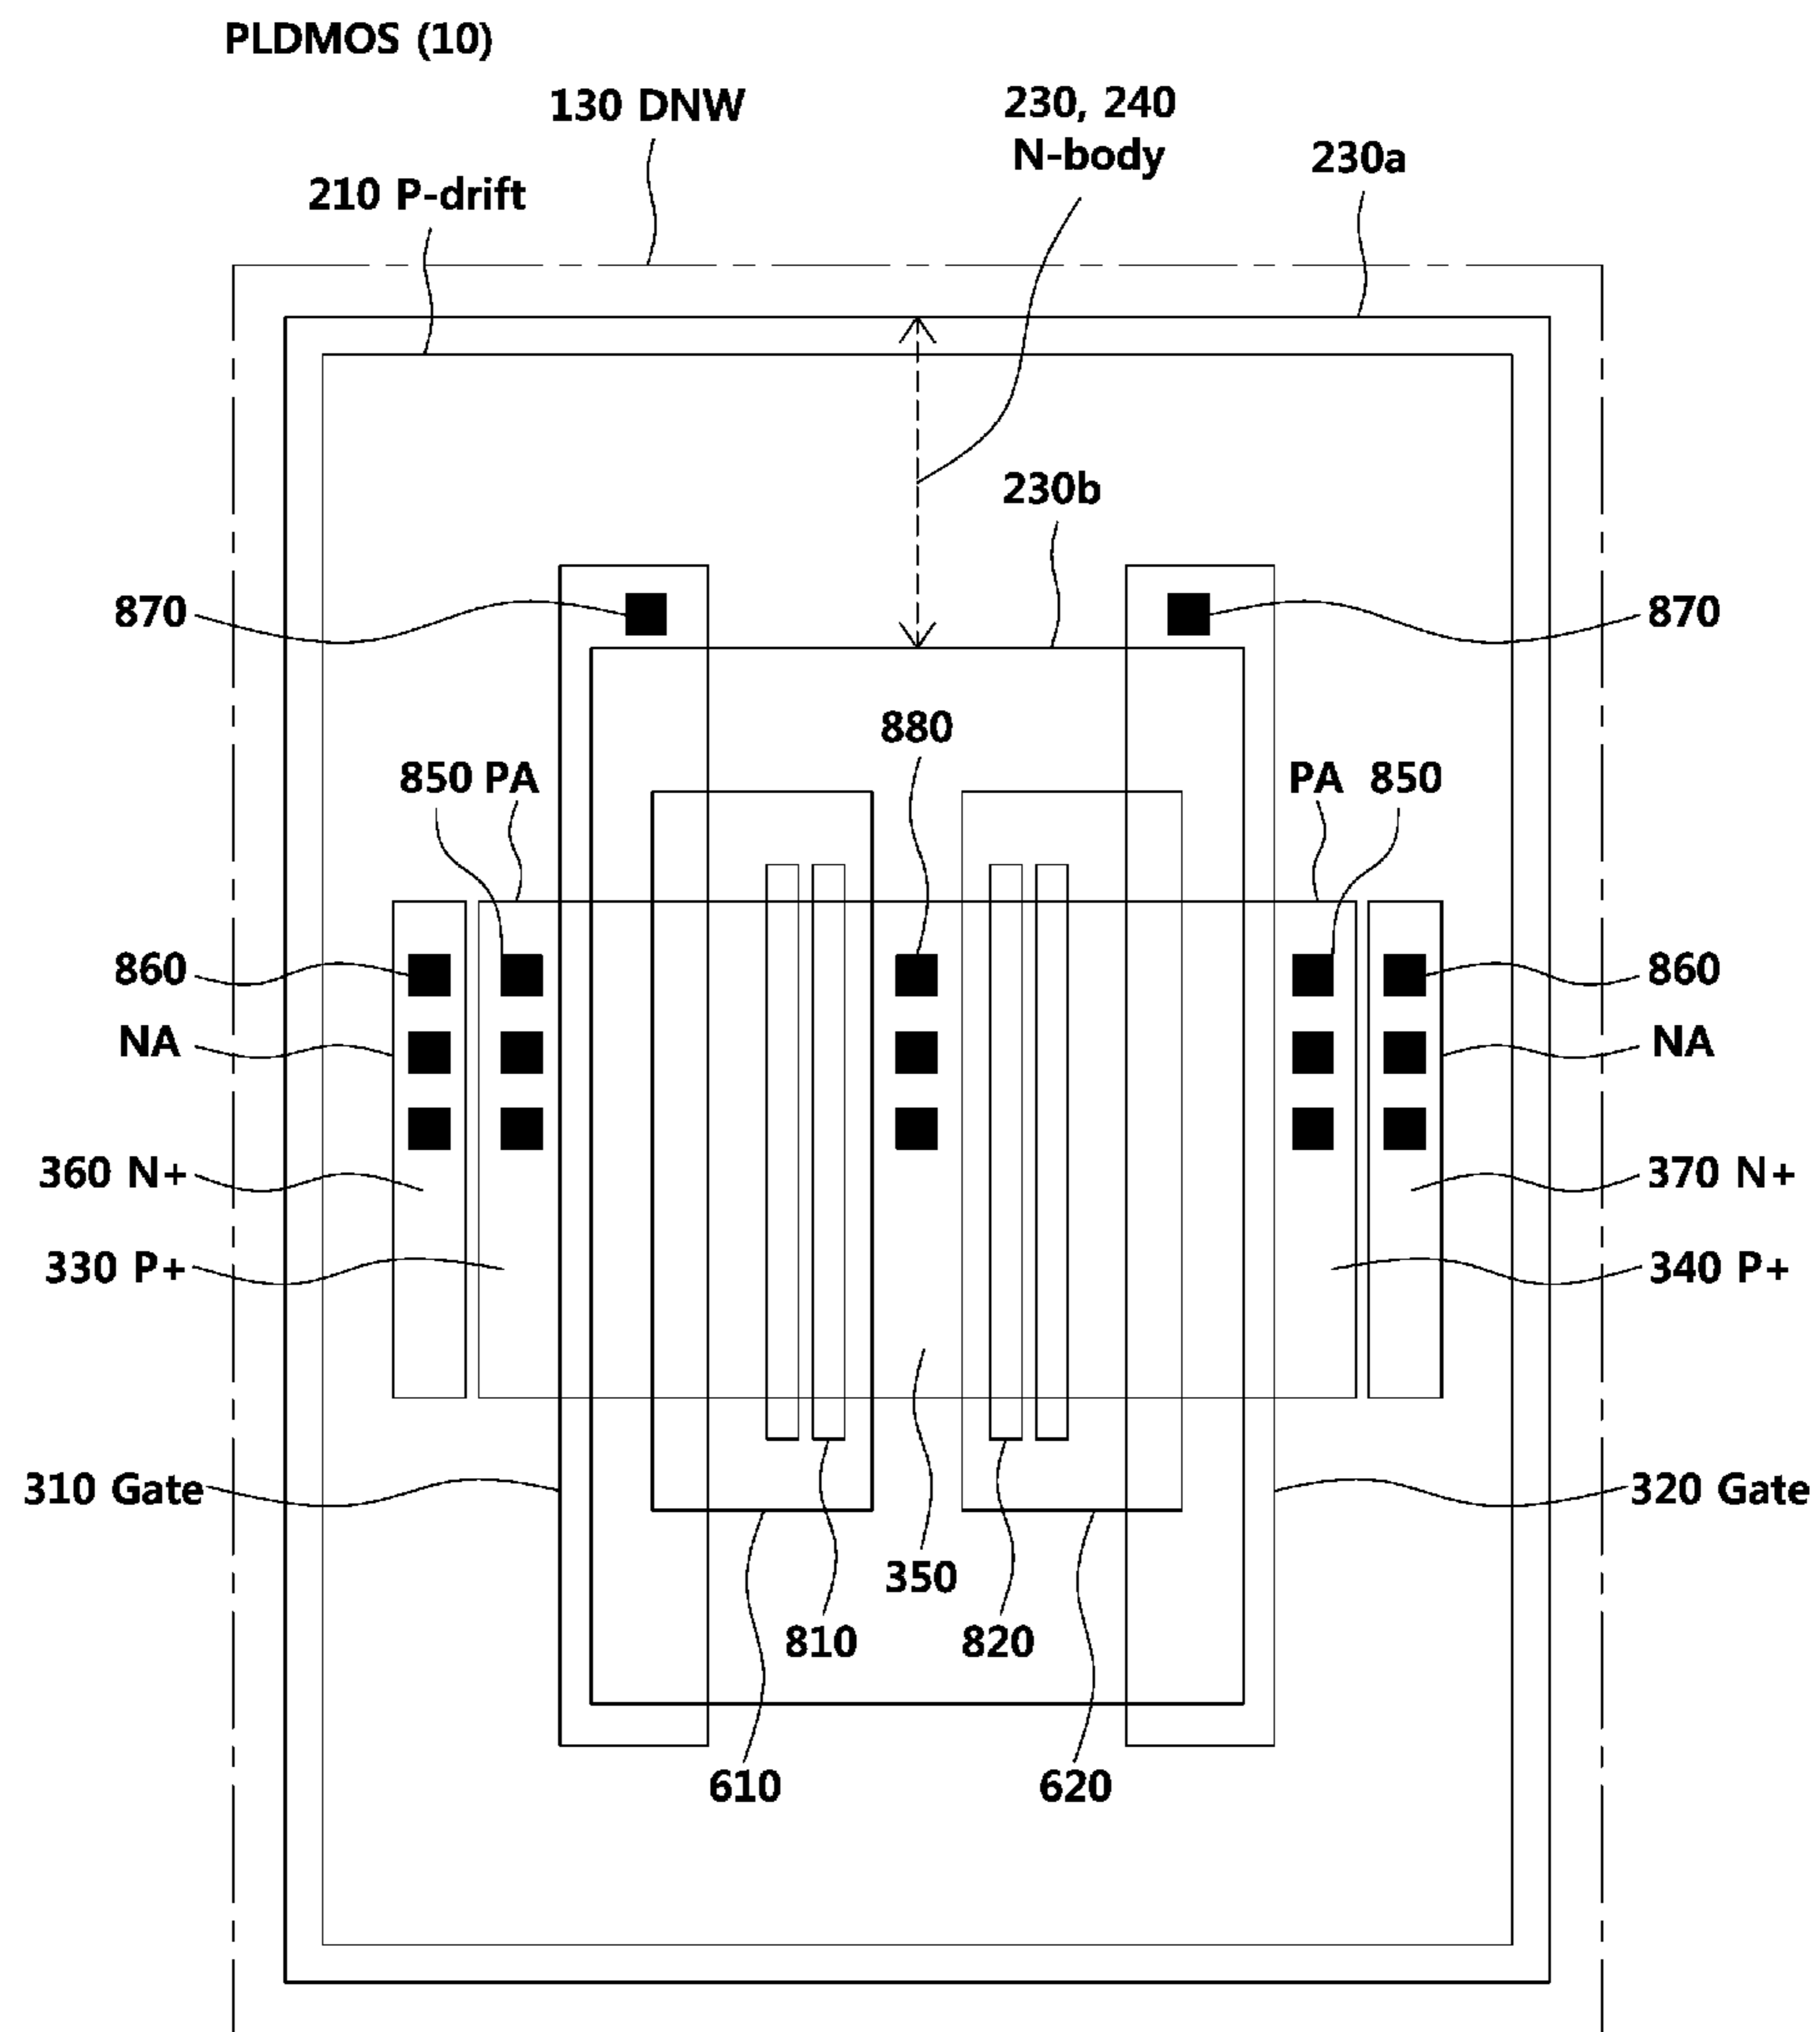 PLDMOS (10)
130 DNW
230, 240
N-body
230a
210 P-drift
230b
870
870
880
850 PA
PA 850
860
860
NA
NA
360 N+
370 N+
330 P+
340 P+
310 Gate
320 Gate
350
810
820
610
620